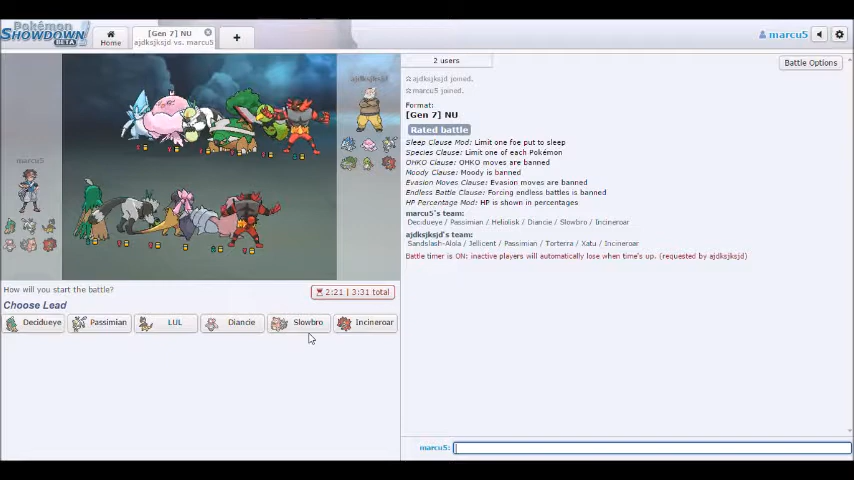 Pokémon
SHOWDOWN
BETA
Home
[Gen 7] NU
ajdksjksjd vs. marcu5
+
marcu5
2 users
Battle Options
ajdksjksjd joined.
marcu5 joined.
Format:
[Gen 7] NU
Rated battle
Sleep Clause Mod: Limit one foe put to sleep
Species Clause: Limit one of each Pokémon
OHKO Clause: OHKO moves are banned
Moody Clause: Moody is banned
Evasion Moves Clause: Evasion moves are banned
Endless Battle Clause: Forcing endless battles is banned
HP Percentage Mod: HP is shown in percentages
marcu5's team:
Decidueye / Passimian / Heliolisk / Diancie / Slowbro / Incineroar
ajdksjksjd's team:
Sandslash-Alola / Jellicent / Passimian / Torterra / Xatu / Incineroar
Battle timer is ON: inactive players will automatically lose when time's up. (requested by ajdksjksjd)
ajdksjksjd
marcu5
How will you start the battle?
2:21 | 3:31 total
Choose Lead
Decidueye
Passimian
LUL
Diancie
Slowbro
Incineroar
marcu5: